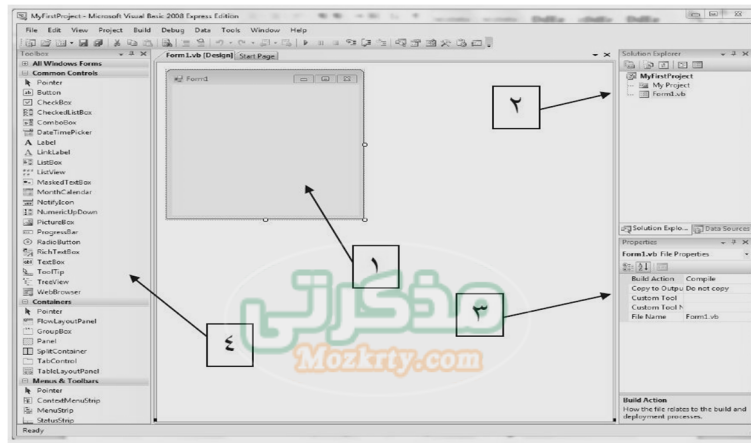 MyFirstProject - Microsoft Visual Basic 2008 Express Edition
File Edit View Project Build Debug Data Tools Window Help
Toolbox
All Windows Forms
Common Controls
Pointer
Button
CheckBox
CheckedListBox
ComboBox
DateTimePicker
A Label
A LinkLabel
ListBox
ListView
MaskedTextBox
MonthCalendar
NotifyIcon
NumericUpDown
PictureBox
ProgressBar
RadioButton
RichTextBox
TextBox
ToolTip
TreeView
WebBrowser
Containers
Pointer
FlowLayoutPanel
GroupBox
Panel
SplitContainer
TabControl
TableLayoutPanel
Menus & Toolbars
Pointer
ContextMenuStrip
MenuStrip
StatusStrip
Ready
Form1.vb [Design] Start Page
Form1
٢
١
٣
٤
مذكرتي
Mozkrty.com
Solution Explorer
MyFirstProject
My Project
Form1.vb
Solution Explo... Data Sources
Properties
Form1.vb File Properties
Build Action Compile
Copy to Outpu Do not copy
Custom Tool
Custom Tool N
File Name Form1.vb
Build Action
How the file relates to the build and
deployment processes.